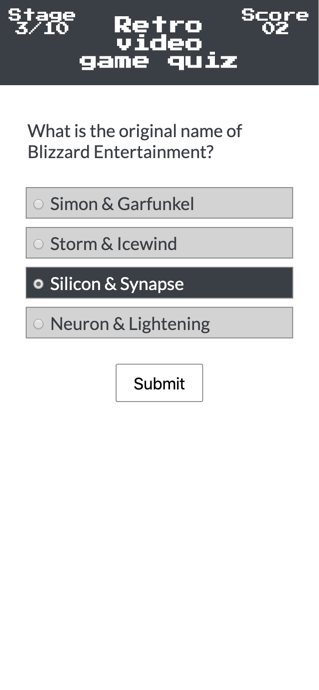 Stage
3/10
Retro
video
game quiz
Score
02
What is the original name of
Blizzard Entertainment?
Simon & Garfunkel
Storm & Icewind
Silicon & Synapse
Neuron & Lightening
Submit